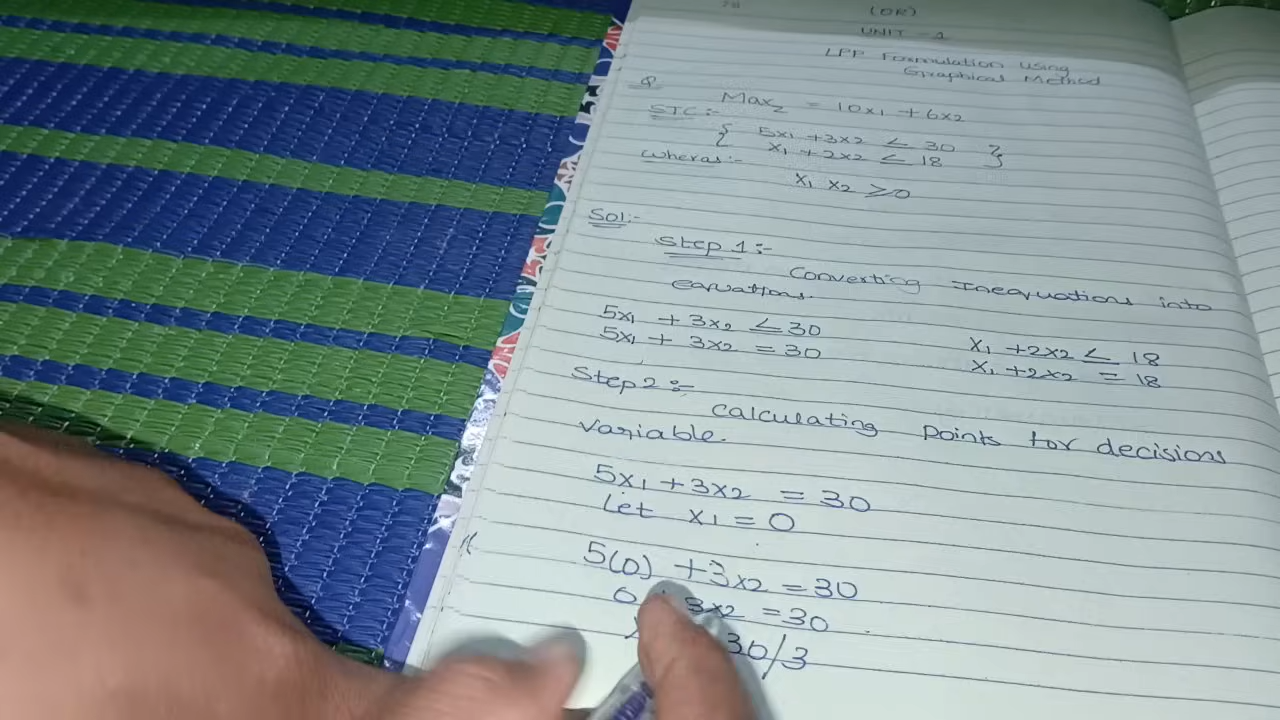 (OR)
UNIT - 1
LPP Formulation using
Graphical Method
Q Max z = 10x1 + 6x2
STC:-
{ 5x1 + 3x2 ≤ 30
x1 + 2x2 ≤ 18 }
wheras:-
x1 x2 ≥ 0
Sol:-
Step 1:-
Converting Inequations into
equations.
5x1 + 3x2 ≤ 30
5x1 + 3x2 = 30
x1 + 2x2 ≤ 18
x1 + 2x2 = 18
Step 2:-
calculating points for decisions
variable.
5x1 + 3x2 = 30
Let x1 = 0
5(0) + 3x2 = 30
0 + 3x2 = 30
30/3